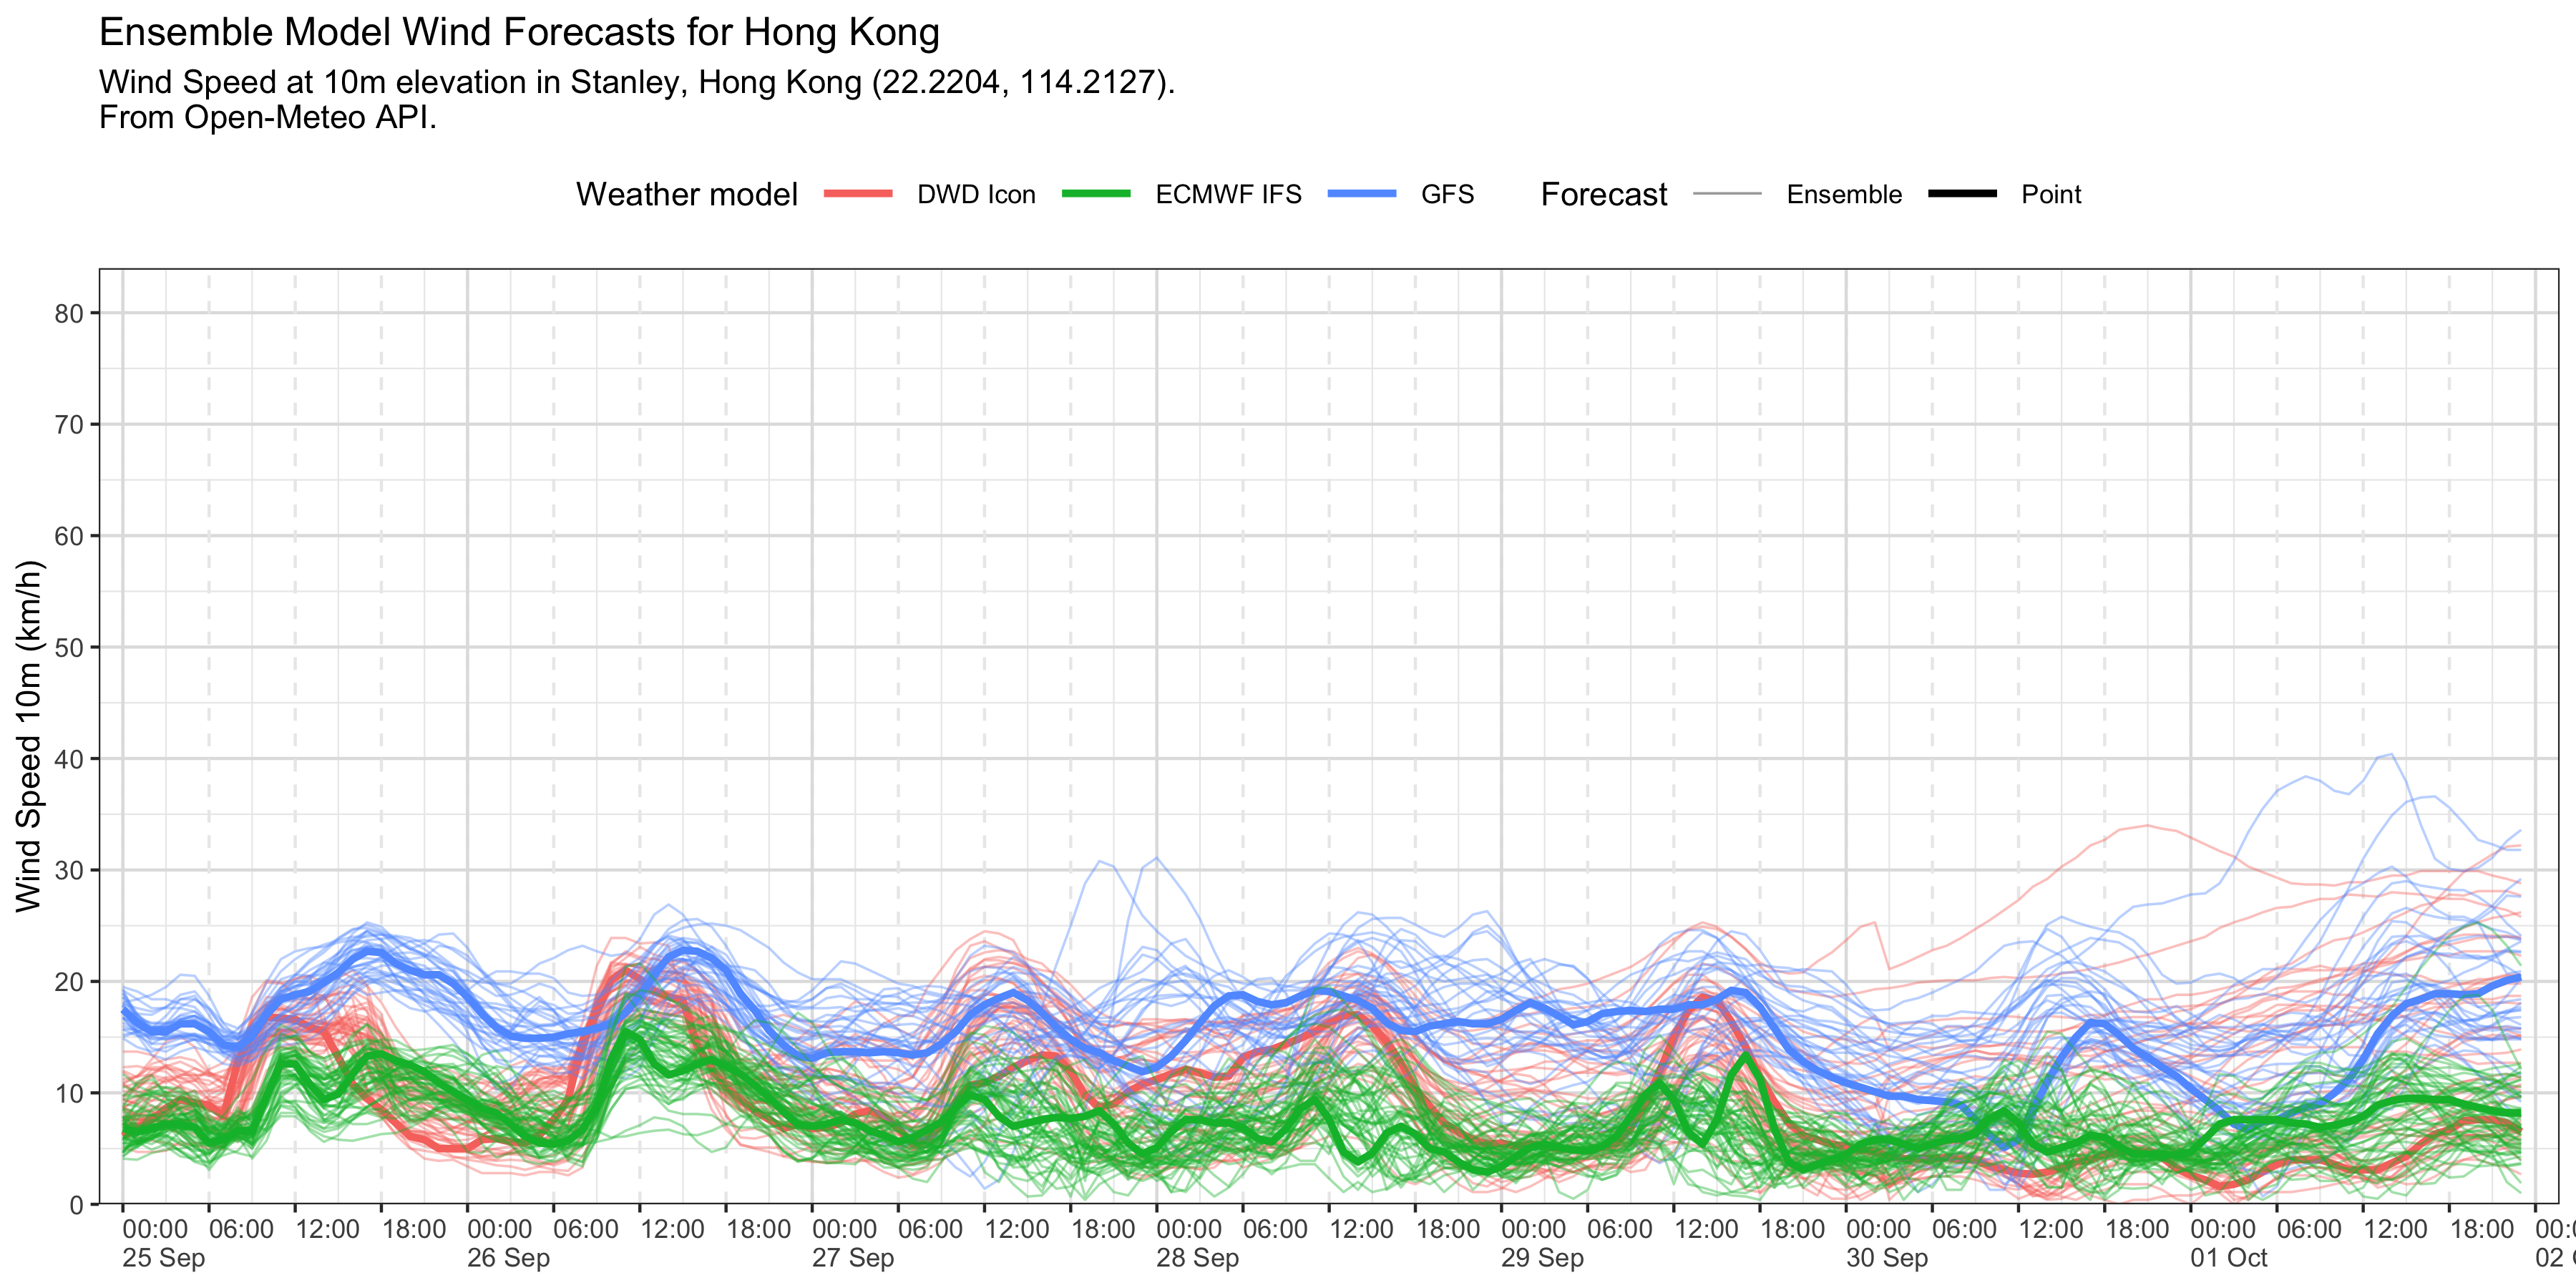 Ensemble Model Wind Forecasts for Hong Kong
Wind Speed at 10m elevation in Stanley, Hong Kong (22.2204, 114.2127).
From Open-Meteo API.
Weather model DWD Icon ECMWF IFS GFS Forecast Ensemble Point
Wind Speed 10m (km/h)
80
70
60
50
40
30
20
10
0
00:00 06:00 12:00 18:00 00:00 06:00 12:00 18:00 00:00 06:00 12:00 18:00 00:00 06:00 12:00 18:00 00:00 06:00 12:00 18:00 00:00 06:00 12:00 18:00 00:00 06:00 12:00 18:00 00:
25 Sep 26 Sep 27 Sep 28 Sep 29 Sep 30 Sep 01 Oct 02